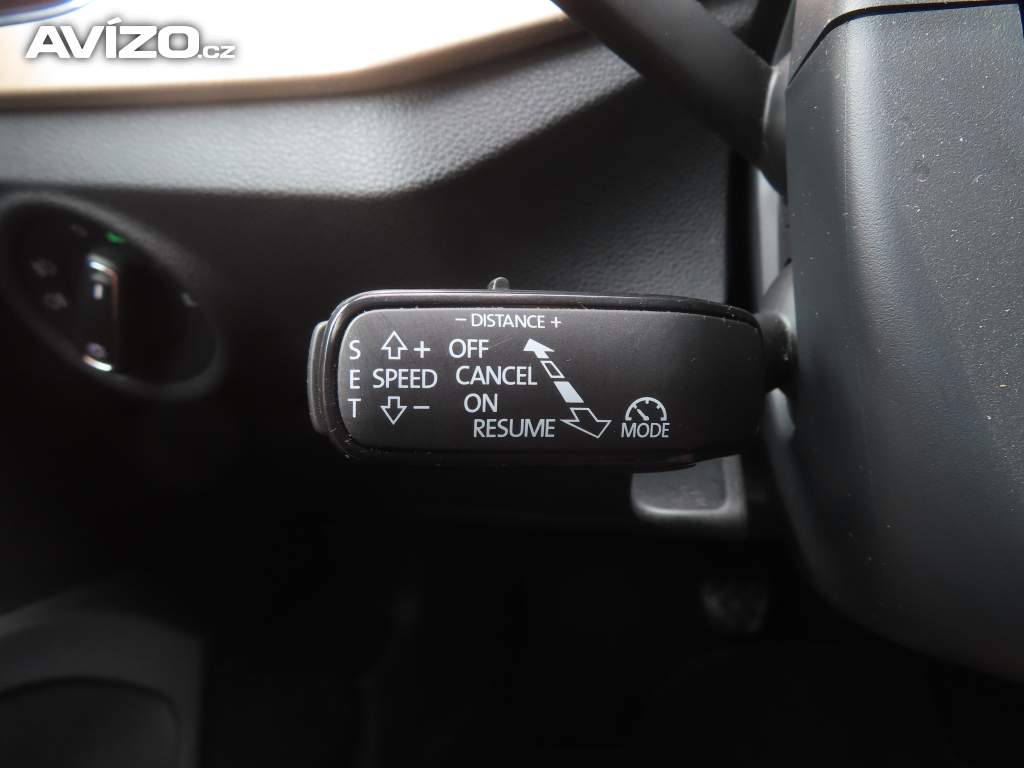 AVÍZO.cz
− DISTANCE +
S + OFF
E SPEED CANCEL
T − ON
RESUME MODE